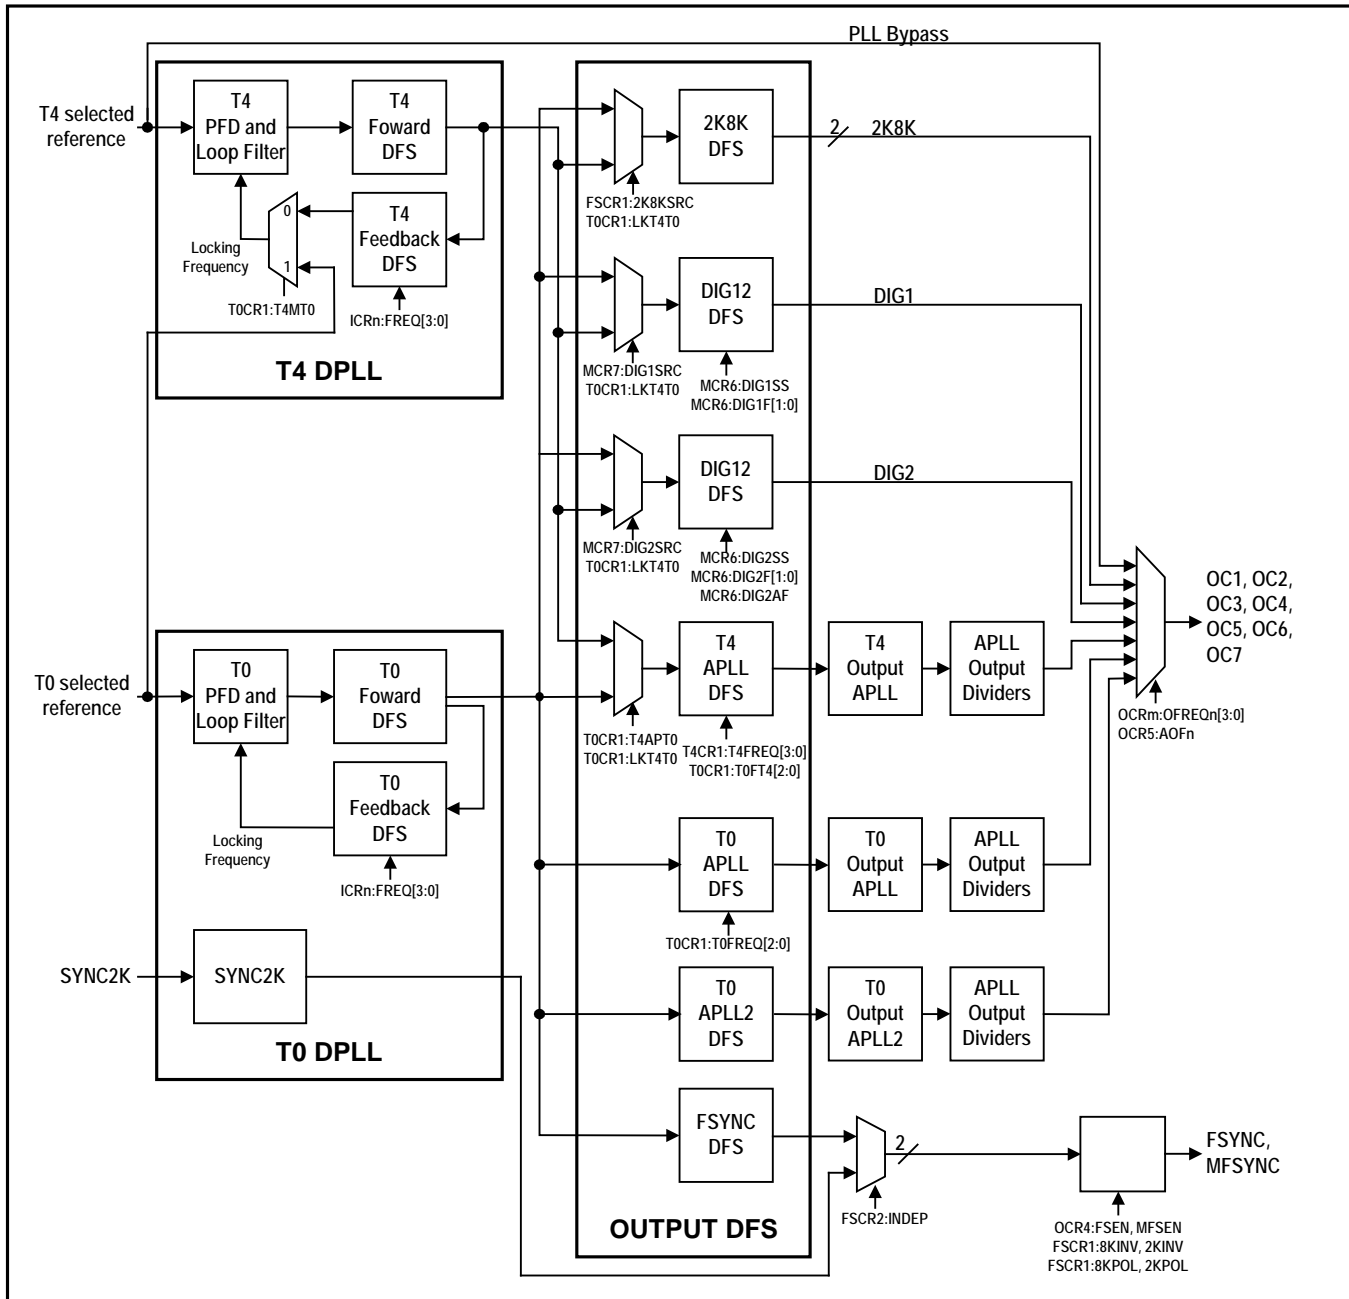 PLL Bypass
T4 selected
reference
T4
PFD and
Loop Filter
T4
Foward
DFS
T4
Feedback
DFS
0
1
Locking
Frequency
T0CR1:T4MT0
ICRn:FREQ[3:0]
T4 DPLL
2K8K
DFS
2
2K8K
FSCR1:2K8KSRC
T0CR1:LKT4T0
DIG12
DFS
DIG1
MCR7:DIG1SRC
T0CR1:LKT4T0
MCR6:DIG1SS
MCR6:DIG1F[1:0]
DIG12
DFS
DIG2
MCR7:DIG2SRC
T0CR1:LKT4T0
MCR6:DIG2SS
MCR6:DIG2F[1:0]
MCR6:DIG2AF
OC1, OC2,
OC3, OC4,
OC5, OC6,
OC7
OCRm:OFREQn[3:0]
OCR5:AOFn
T0 selected
reference
T0
PFD and
Loop Filter
T0
Foward
DFS
T0
Feedback
DFS
Locking
Frequency
ICRn:FREQ[3:0]
T4
APLL
DFS
T4
Output
APLL
APLL
Output
Dividers
T0CR1:T4APT0
T0CR1:LKT4T0
T4CR1:T4FREQ[3:0]
T0CR1:T0FT4[2:0]
T0
APLL
DFS
T0
Output
APLL
APLL
Output
Dividers
T0CR1:T0FREQ[2:0]
SYNC2K
SYNC2K
T0 DPLL
T0
APLL2
DFS
T0
Output
APLL2
APLL
Output
Dividers
FSYNC
DFS
2
FSYNC,
MFSYNC
FSCR2:INDEP
OUTPUT DFS
OCR4:FSEN, MFSEN
FSCR1:8KINV, 2KINV
FSCR1:8KPOL, 2KPOL